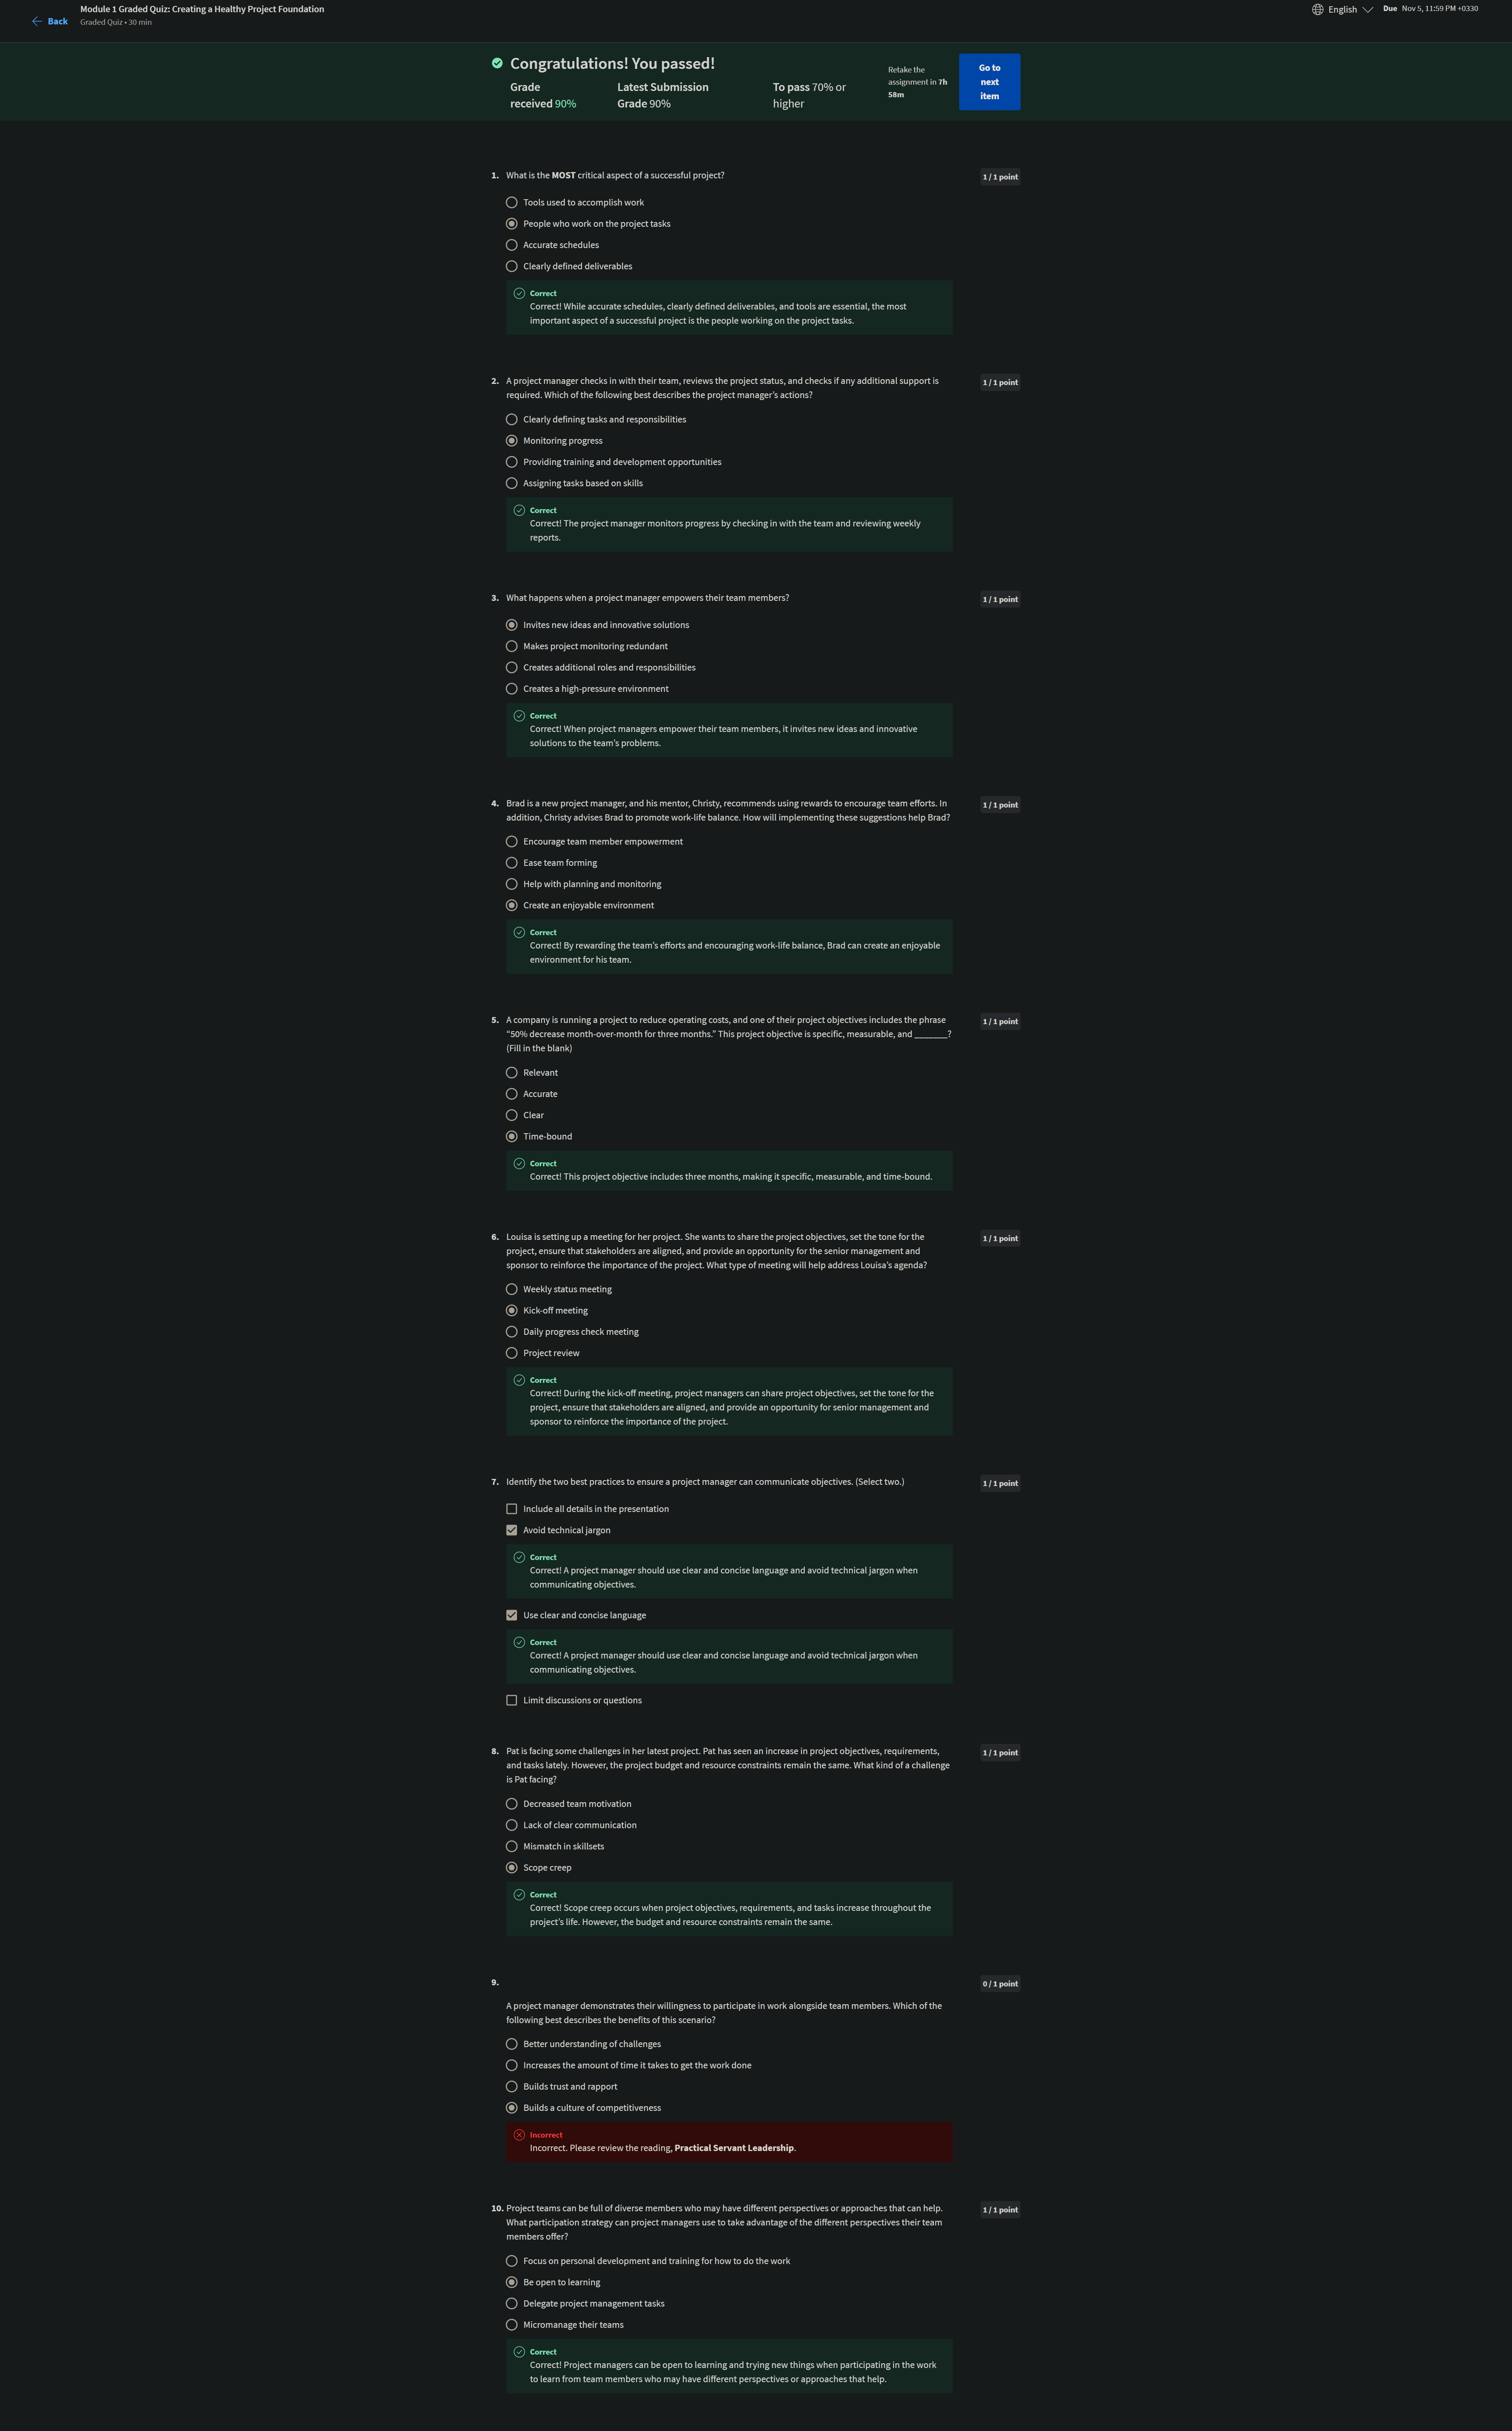 Back
Module 1 Graded Quiz: Creating a Healthy Project Foundation
Graded Quiz • 30 min
English
Due Nov 5, 11:59 PM +0330
Congratulations! You passed!
Grade
received 90%
Latest Submission
Grade 90%
To pass 70% or
higher
Retake the
assignment in 7h
58m
Go to
next
item
1. What is the MOST critical aspect of a successful project?
1 / 1 point
Tools used to accomplish work
People who work on the project tasks
Accurate schedules
Clearly defined deliverables
Correct
Correct! While accurate schedules, clearly defined deliverables, and tools are essential, the most
important aspect of a successful project is the people working on the project tasks.
2. A project manager checks in with their team, reviews the project status, and checks if any additional support is
required. Which of the following best describes the project manager's actions?
1 / 1 point
Clearly defining tasks and responsibilities
Monitoring progress
Providing training and development opportunities
Assigning tasks based on skills
Correct
Correct! The project manager monitors progress by checking in with the team and reviewing weekly
reports.
3. What happens when a project manager empowers their team members?
1 / 1 point
Invites new ideas and innovative solutions
Makes project monitoring redundant
Creates additional roles and responsibilities
Creates a high-pressure environment
Correct
Correct! When project managers empower their team members, it invites new ideas and innovative
solutions to the team's problems.
4. Brad is a new project manager, and his mentor, Christy, recommends using rewards to encourage team efforts. In
addition, Christy advises Brad to promote work-life balance. How will implementing these suggestions help Brad?
1 / 1 point
Encourage team member empowerment
Ease team forming
Help with planning and monitoring
Create an enjoyable environment
Correct
Correct! By rewarding the team's efforts and encouraging work-life balance, Brad can create an enjoyable
environment for his team.
5. A company is running a project to reduce operating costs, and one of their project objectives includes the phrase
"50% decrease month-over-month for three months." This project objective is specific, measurable, and _______?
(Fill in the blank)
1 / 1 point
Relevant
Accurate
Clear
Time-bound
Correct
Correct! This project objective includes three months, making it specific, measurable, and time-bound.
6. Louisa is setting up a meeting for her project. She wants to share the project objectives, set the tone for the
project, ensure that stakeholders are aligned, and provide an opportunity for the senior management and
sponsor to reinforce the importance of the project. What type of meeting will help address Louisa's agenda?
1 / 1 point
Weekly status meeting
Kick-off meeting
Daily progress check meeting
Project review
Correct
Correct! During the kick-off meeting, project managers can share project objectives, set the tone for the
project, ensure that stakeholders are aligned, and provide an opportunity for senior management and
sponsor to reinforce the importance of the project.
7. Identify the two best practices to ensure a project manager can communicate objectives. (Select two.)
1 / 1 point
Include all details in the presentation
Avoid technical jargon
Correct
Correct! A project manager should use clear and concise language and avoid technical jargon when
communicating objectives.
Use clear and concise language
Correct
Correct! A project manager should use clear and concise language and avoid technical jargon when
communicating objectives.
Limit discussions or questions
8. Pat is facing some challenges in her latest project. Pat has seen an increase in project objectives, requirements,
and tasks lately. However, the project budget and resource constraints remain the same. What kind of a challenge
is Pat facing?
1 / 1 point
Decreased team motivation
Lack of clear communication
Mismatch in skillsets
Scope creep
Correct
Correct! Scope creep occurs when project objectives, requirements, and tasks increase throughout the
project's life. However, the budget and resource constraints remain the same.
9.
0 / 1 point
A project manager demonstrates their willingness to participate in work alongside team members. Which of the
following best describes the benefits of this scenario?
Better understanding of challenges
Increases the amount of time it takes to get the work done
Builds trust and rapport
Builds a culture of competitiveness
Incorrect
Incorrect. Please review the reading, Practical Servant Leadership.
10. Project teams can be full of diverse members who may have different perspectives or approaches that can help.
What participation strategy can project managers use to take advantage of the different perspectives their team
members offer?
1 / 1 point
Focus on personal development and training for how to do the work
Be open to learning
Delegate project management tasks
Micromanage their teams
Correct
Correct! Project managers can be open to learning and trying new things when participating in the work
to learn from team members who may have different perspectives or approaches that help.